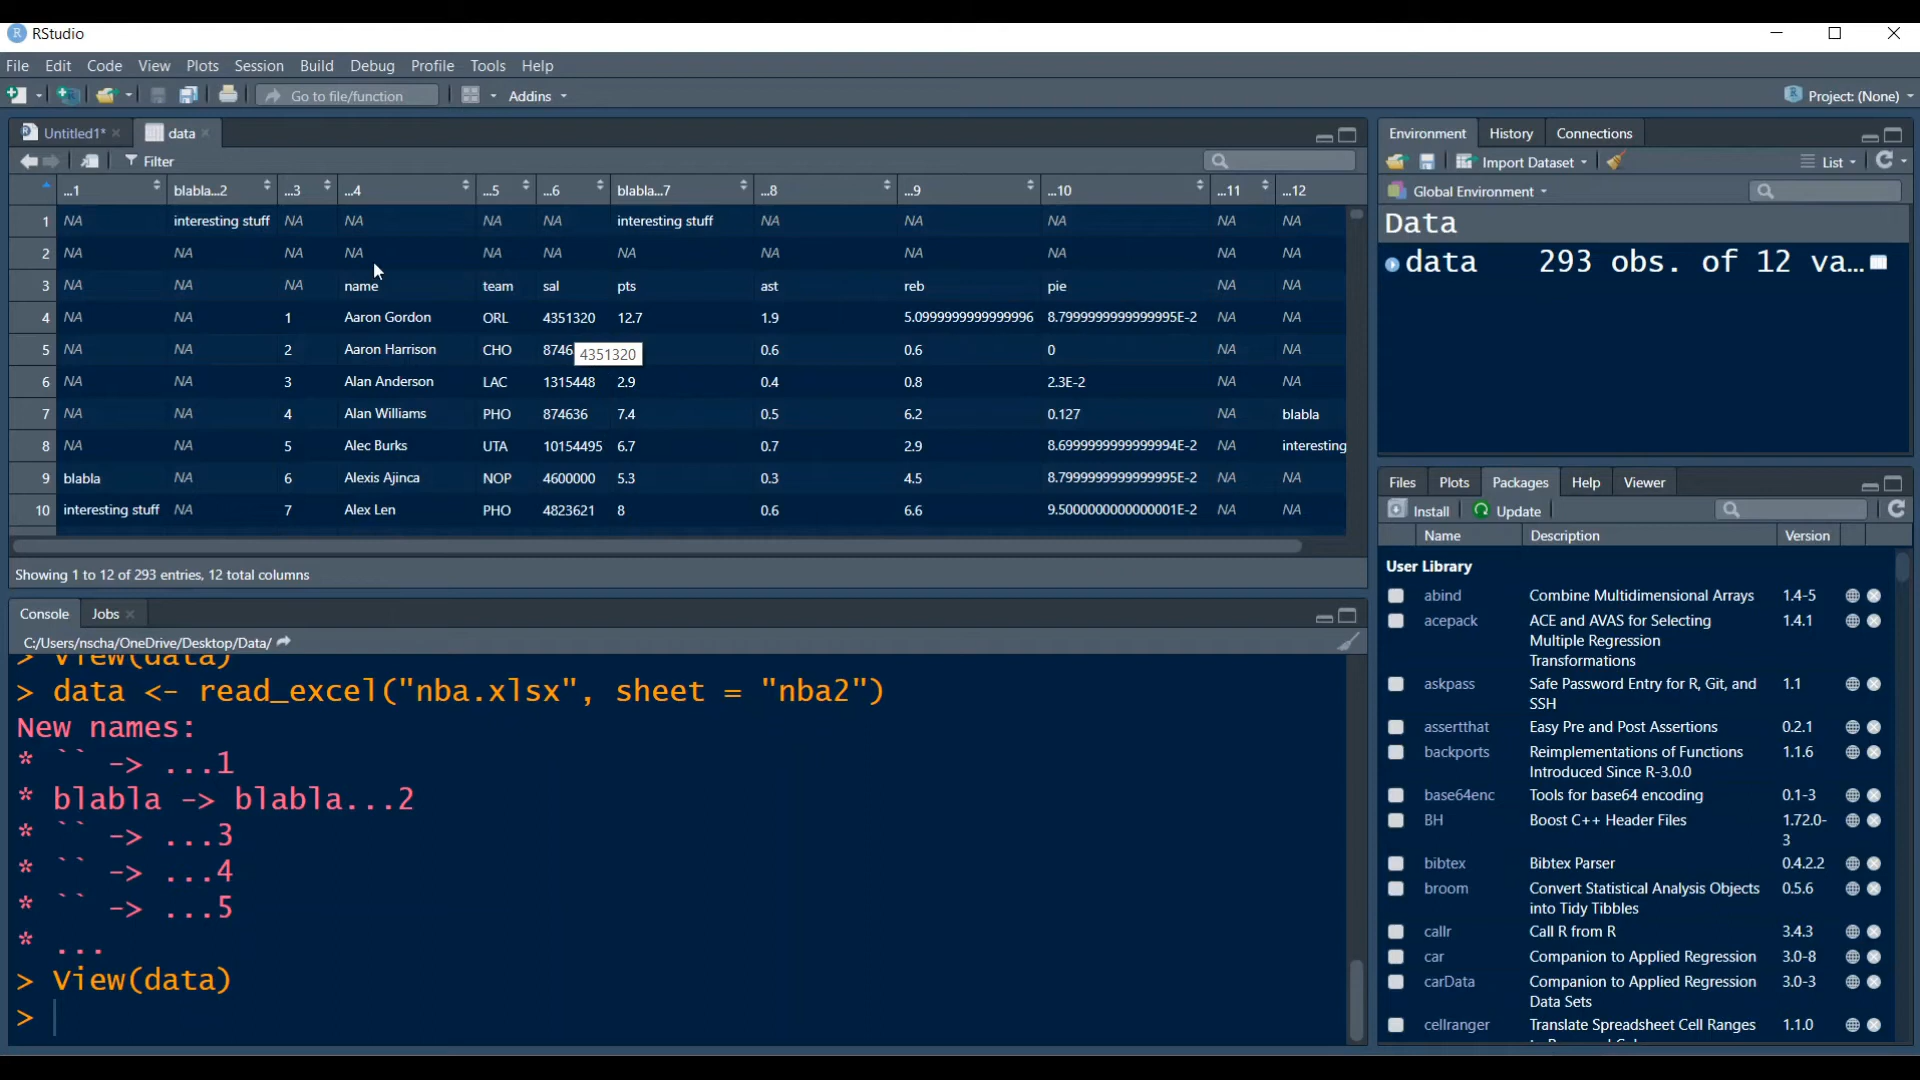 RStudio
File Edit Code View Plots Session Build Debug Profile Tools Help
Go to file/function Addins Project: (None)
Untitled1* data
Filter
...1 blabla...2 ...3 ...4 ...5 ...6 blabla...7 ...8 ...9 ...10 ...11 ...12
1 NA interesting stuff NA NA NA NA interesting stuff NA NA NA NA NA
2 NA NA NA NA NA NA NA NA NA NA NA NA
3 NA NA NA name team sal pts ast reb pie NA NA
4 NA NA 1 Aaron Gordon ORL 4351320 12.7 1.9 5.0999999999999996 8.7999999999999995E-2 NA NA
5 NA NA 2 Aaron Harrison CHO 8746 0.6 0.6 0 NA NA
4351320
6 NA NA 3 Alan Anderson LAC 1315448 2.9 0.4 0.8 2.3E-2 NA NA
7 NA NA 4 Alan Williams PHO 874636 7.4 0.5 6.2 0.127 NA blabla
8 NA NA 5 Alec Burks UTA 10154495 6.7 0.7 2.9 8.6999999999999994E-2 NA interesting
9 blabla NA 6 Alexis Ajinca NOP 4600000 5.3 0.3 4.5 8.7999999999999995E-2 NA NA
10 interesting stuff NA 7 Alex Len PHO 4823621 8 0.6 6.6 9.5000000000000001E-2 NA NA
Showing 1 to 12 of 293 entries, 12 total columns
Console Jobs
C:/Users/nscha/OneDrive/Desktop/Data/
> View(data)
> data <- read_excel("nba.xlsx", sheet = "nba2")
New names:
* `` -> ...1
* blabla -> blabla...2
* `` -> ...3
* `` -> ...4
* `` -> ...5
* ...
> View(data)
>
Environment History Connections
Import Dataset List
Global Environment
Data
data 293 obs. of 12 va...
Files Plots Packages Help Viewer
Install Update
Name Description Version
User Library
abind Combine Multidimensional Arrays 1.4-5
acepack ACE and AVAS for Selecting 1.4.1
Multiple Regression
Transformations
askpass Safe Password Entry for R, Git, and 1.1
SSH
assertthat Easy Pre and Post Assertions 0.2.1
backports Reimplementations of Functions 1.1.6
Introduced Since R-3.0.0
base64enc Tools for base64 encoding 0.1-3
BH Boost C++ Header Files 1.72.0-
3
bibtex Bibtex Parser 0.4.2.2
broom Convert Statistical Analysis Objects 0.5.6
into Tidy Tibbles
callr Call R from R 3.4.3
car Companion to Applied Regression 3.0-8
carData Companion to Applied Regression 3.0-3
Data Sets
cellranger Translate Spreadsheet Cell Ranges 1.1.0